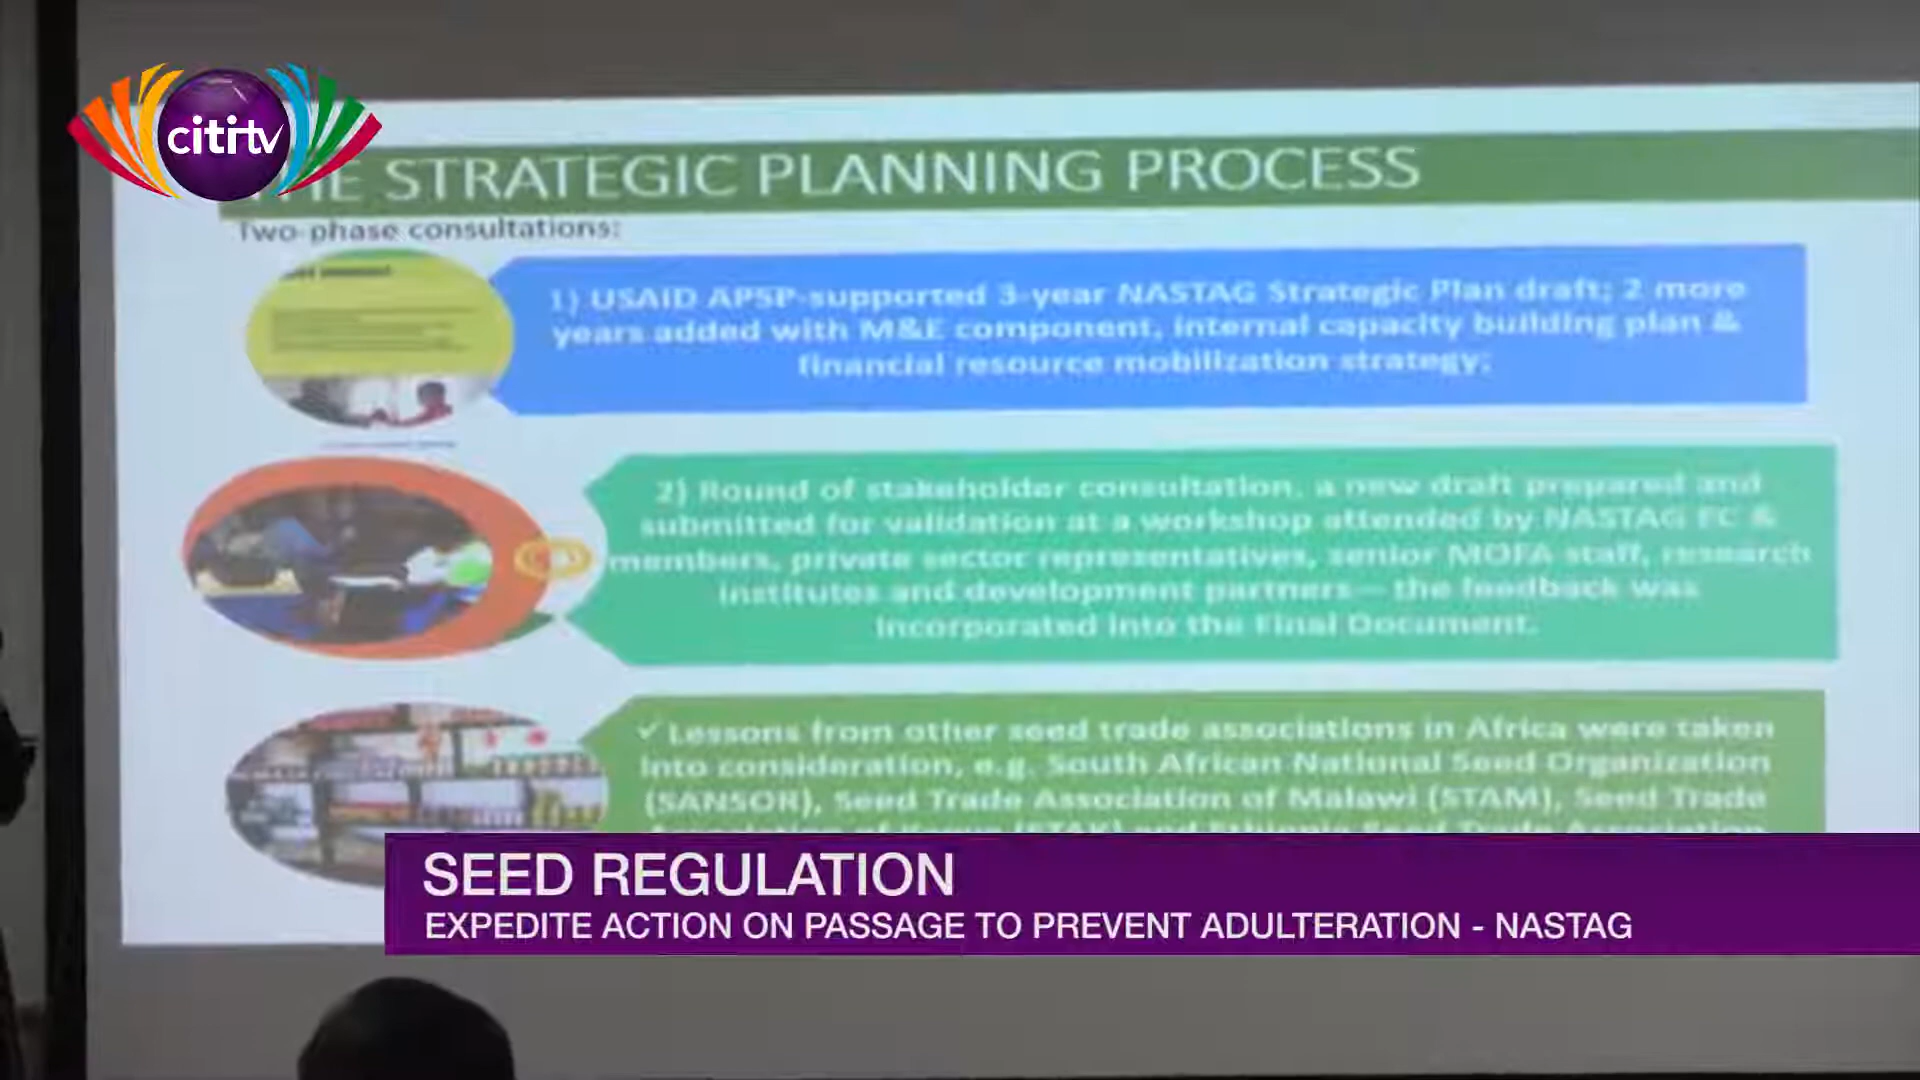 citi tv
THE STRATEGIC PLANNING PROCESS
Two-phase consultations:
1) USAID APSP-supported 3-year NASTAG Strategic Plan draft; 2 more
years added with M&E component, internal capacity building plan &
financial resource mobilization strategy;
2) Round of stakeholder consultation, a new draft prepared and
submitted for validation at a workshop attended by NASTAG EC &
members, private sector representatives, senior MOFA staff, research
institutes and development partners— the feedback was
incorporated into the Final Document.
✓ Lessons from other seed trade associations in Africa were taken
into consideration, e.g. South African National Seed Organization
(SANSOR), Seed Trade Association of Malawi (STAM), Seed Trade
SEED REGULATION
EXPEDITE ACTION ON PASSAGE TO PREVENT ADULTERATION - NASTAG